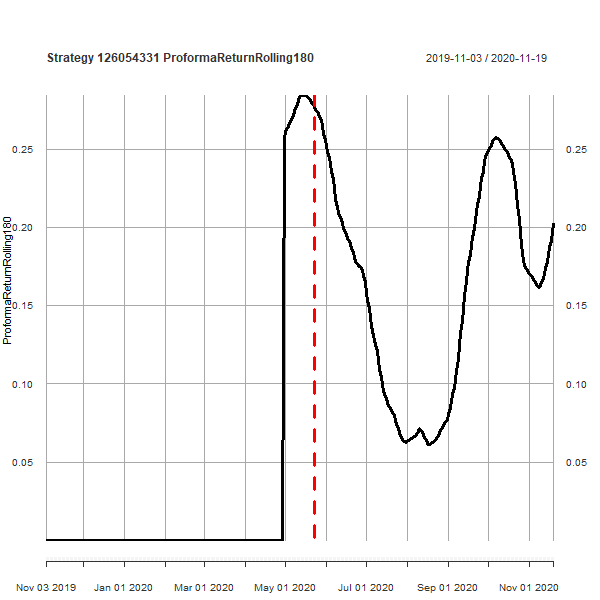 Strategy 126054331 ProformaReturnRolling180
2019-11-03 / 2020-11-19
ProformaReturnRolling180
0.25 0.25
0.20 0.20
0.15 0.15
0.10 0.10
0.05 0.05
Nov 03 2019 Jan 01 2020 Mar 01 2020 May 01 2020 Jul 01 2020 Sep 01 2020 Nov 01 2020